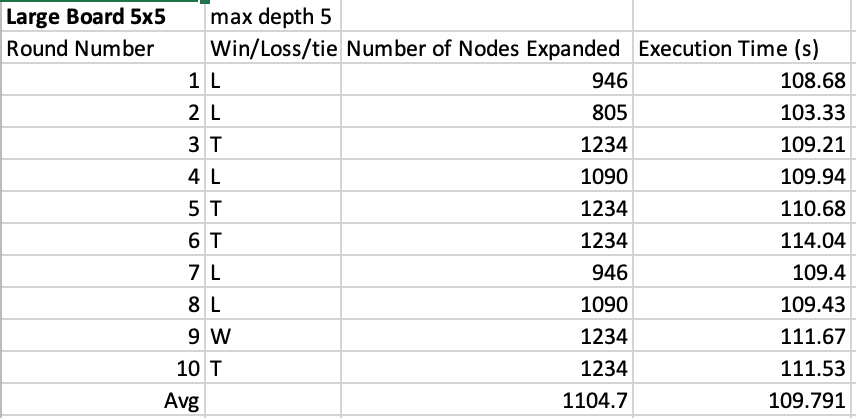 Large Board 5x5 max depth 5
Round Number Win/Loss/tie Number of Nodes Expanded Execution Time (s)
1 L 946 108.68
2 L 805 103.33
3 T 1234 109.21
4 L 1090 109.94
5 T 1234 110.68
6 T 1234 114.04
7 L 946 109.4
8 L 1090 109.43
9 W 1234 111.67
10 T 1234 111.53
Avg 1104.7 109.791